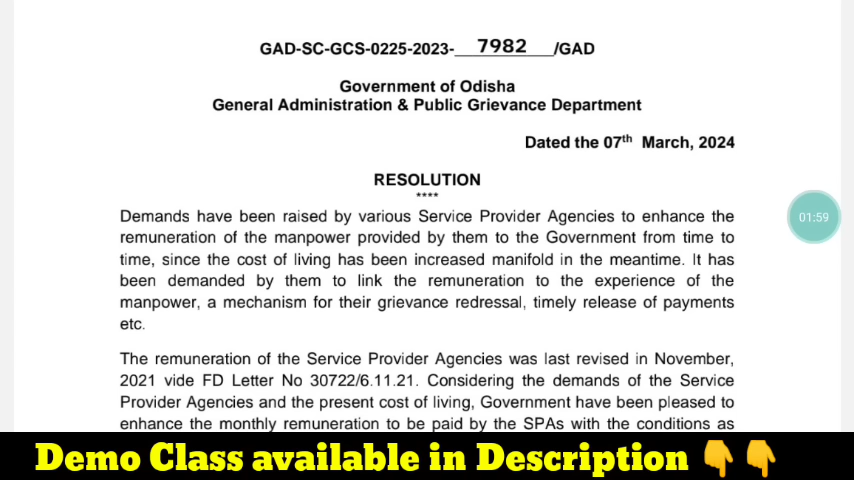 GAD-SC-GCS-0225-2023- 7982 /GAD
Government of Odisha
General Administration & Public Grievance Department
Dated the 07th March, 2024
RESOLUTION
****
Demands have been raised by various Service Provider Agencies to enhance the
remuneration of the manpower provided by them to the Government from time to
time, since the cost of living has been increased manifold in the meantime. It has
been demanded by them to link the remuneration to the experience of the
manpower, a mechanism for their grievance redressal, timely release of payments
etc.
The remuneration of the Service Provider Agencies was last revised in November,
2021 vide FD Letter No 30722/6.11.21. Considering the demands of the Service
Provider Agencies and the present cost of living, Government have been pleased to
enhance the monthly remuneration to be paid by the SPAs with the conditions as
01:59
Demo Class available in Description 👇👇